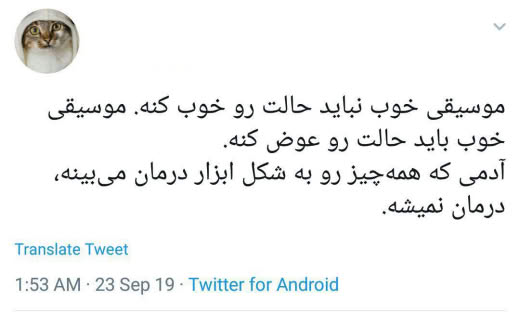 موسیقی خوب نباید حالت رو خوب کنه. موسیقی
خوب باید حالت رو عوض کنه.
آدمی که همه‌چیز رو به شکل ابزار درمان می‌بینه،
درمان نمیشه.
Translate Tweet
1:53 AM · 23 Sep 19 · Twitter for Android